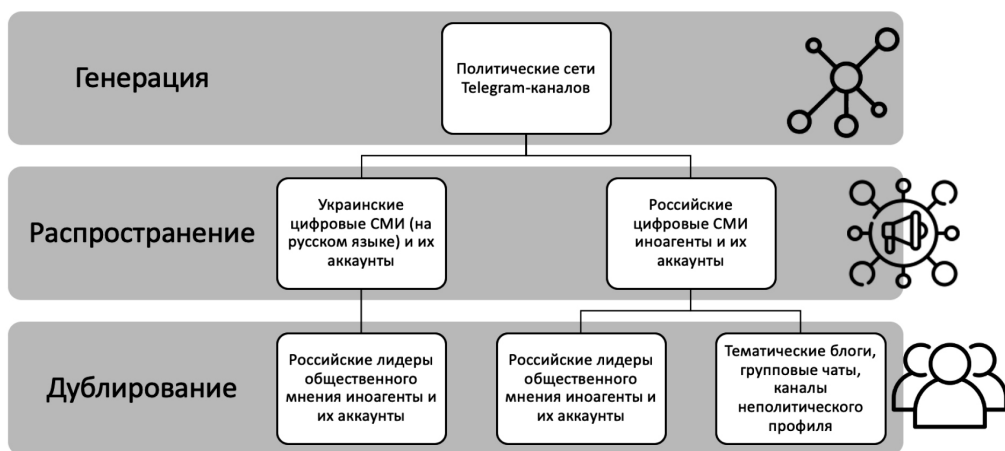 Генерация
Политические сети
Telegram-каналов
Распространение
Украинские
цифровые СМИ (на
русском языке) и их
аккаунты
Российские
цифровые СМИ
иноагенты и их
аккаунты
Дублирование
Российские лидеры
общественного
мнения иноагенты и
их аккаунты
Российские лидеры
общественного
мнения иноагенты и
их аккаунты
Тематические блоги,
групповые чаты,
каналы
неполитического
профиля